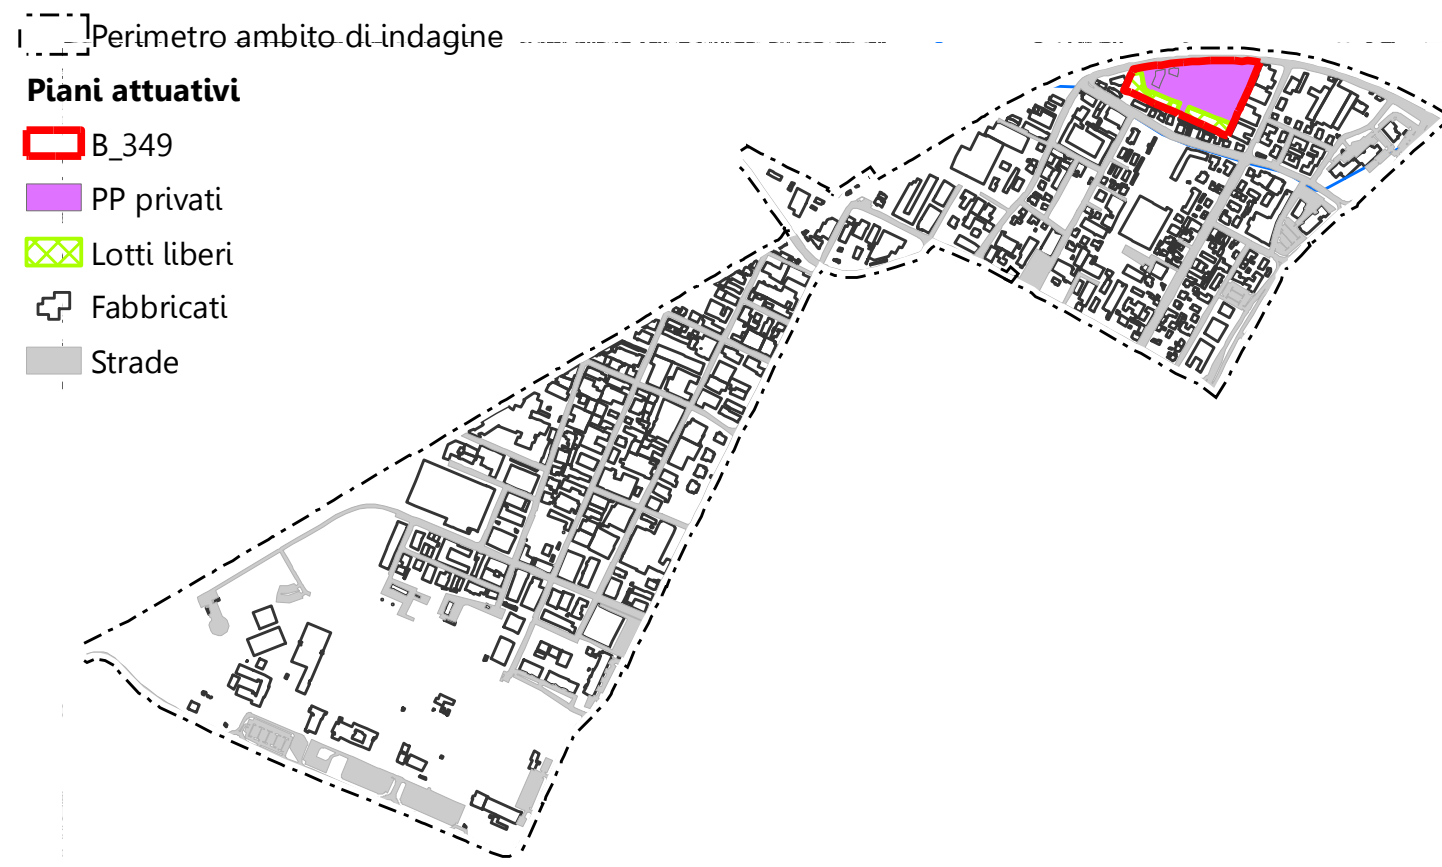 Perimetro ambito di indagine
Piani attuativi
B_349
PP privati
Lotti liberi
Fabbricati
Strade